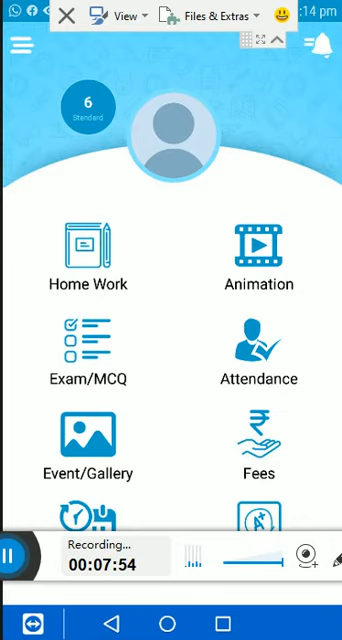 View Files & Extras
:14 pm
6
Standard
Home Work Animation
Exam/MCQ Attendance
Event/Gallery Fees
Recording...
00:07:54